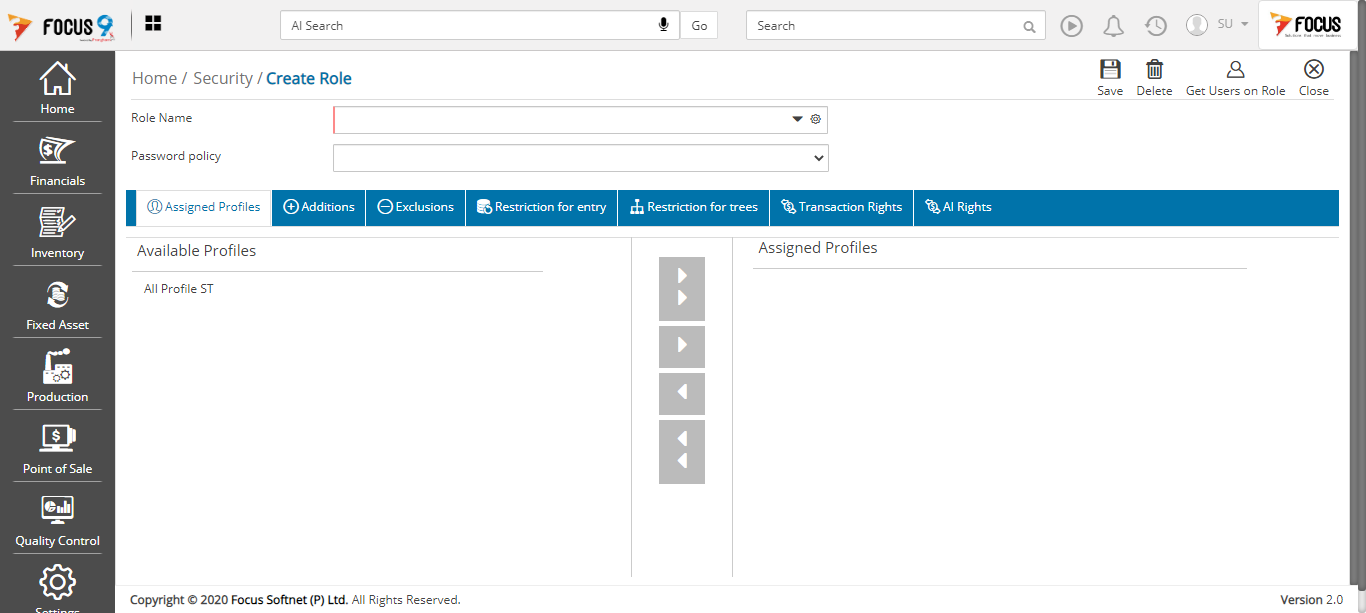 FOCUS 9
AI Search
Go
Search
SU
FOCUS
Home
Financials
Inventory
Fixed Asset
Production
Point of Sale
Quality Control
Settings
Home / Security / Create Role
Save
Delete
Get Users on Role
Close
Role Name
Password policy
Assigned Profiles
Additions
Exclusions
Restriction for entry
Restriction for trees
Transaction Rights
AI Rights
Available Profiles
All Profile ST
Assigned Profiles
Copyright © 2020 Focus Softnet (P) Ltd. All Rights Reserved.
Version 2.0